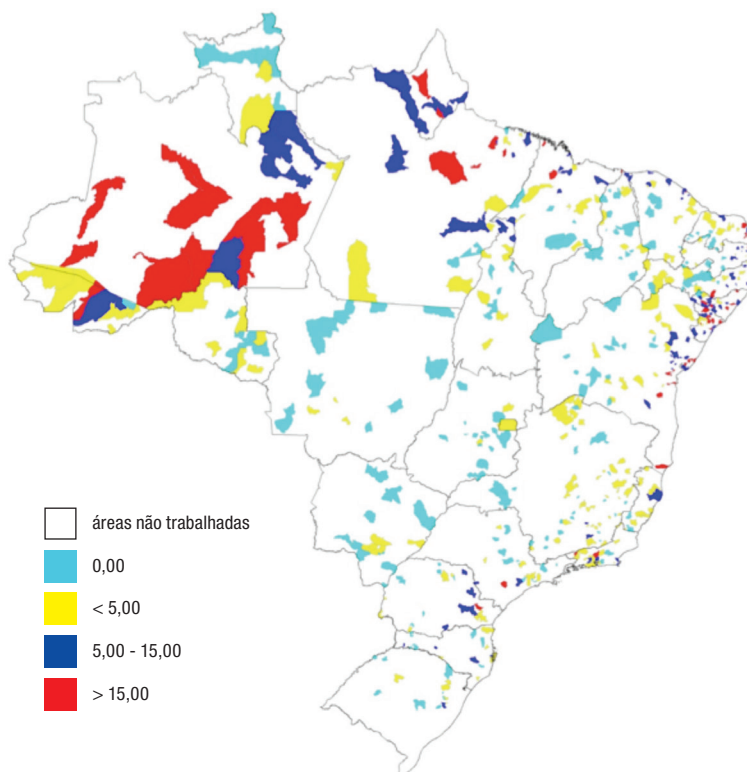 áreas não trabalhadas
0,00
< 5,00
5,00 - 15,00
> 15,00